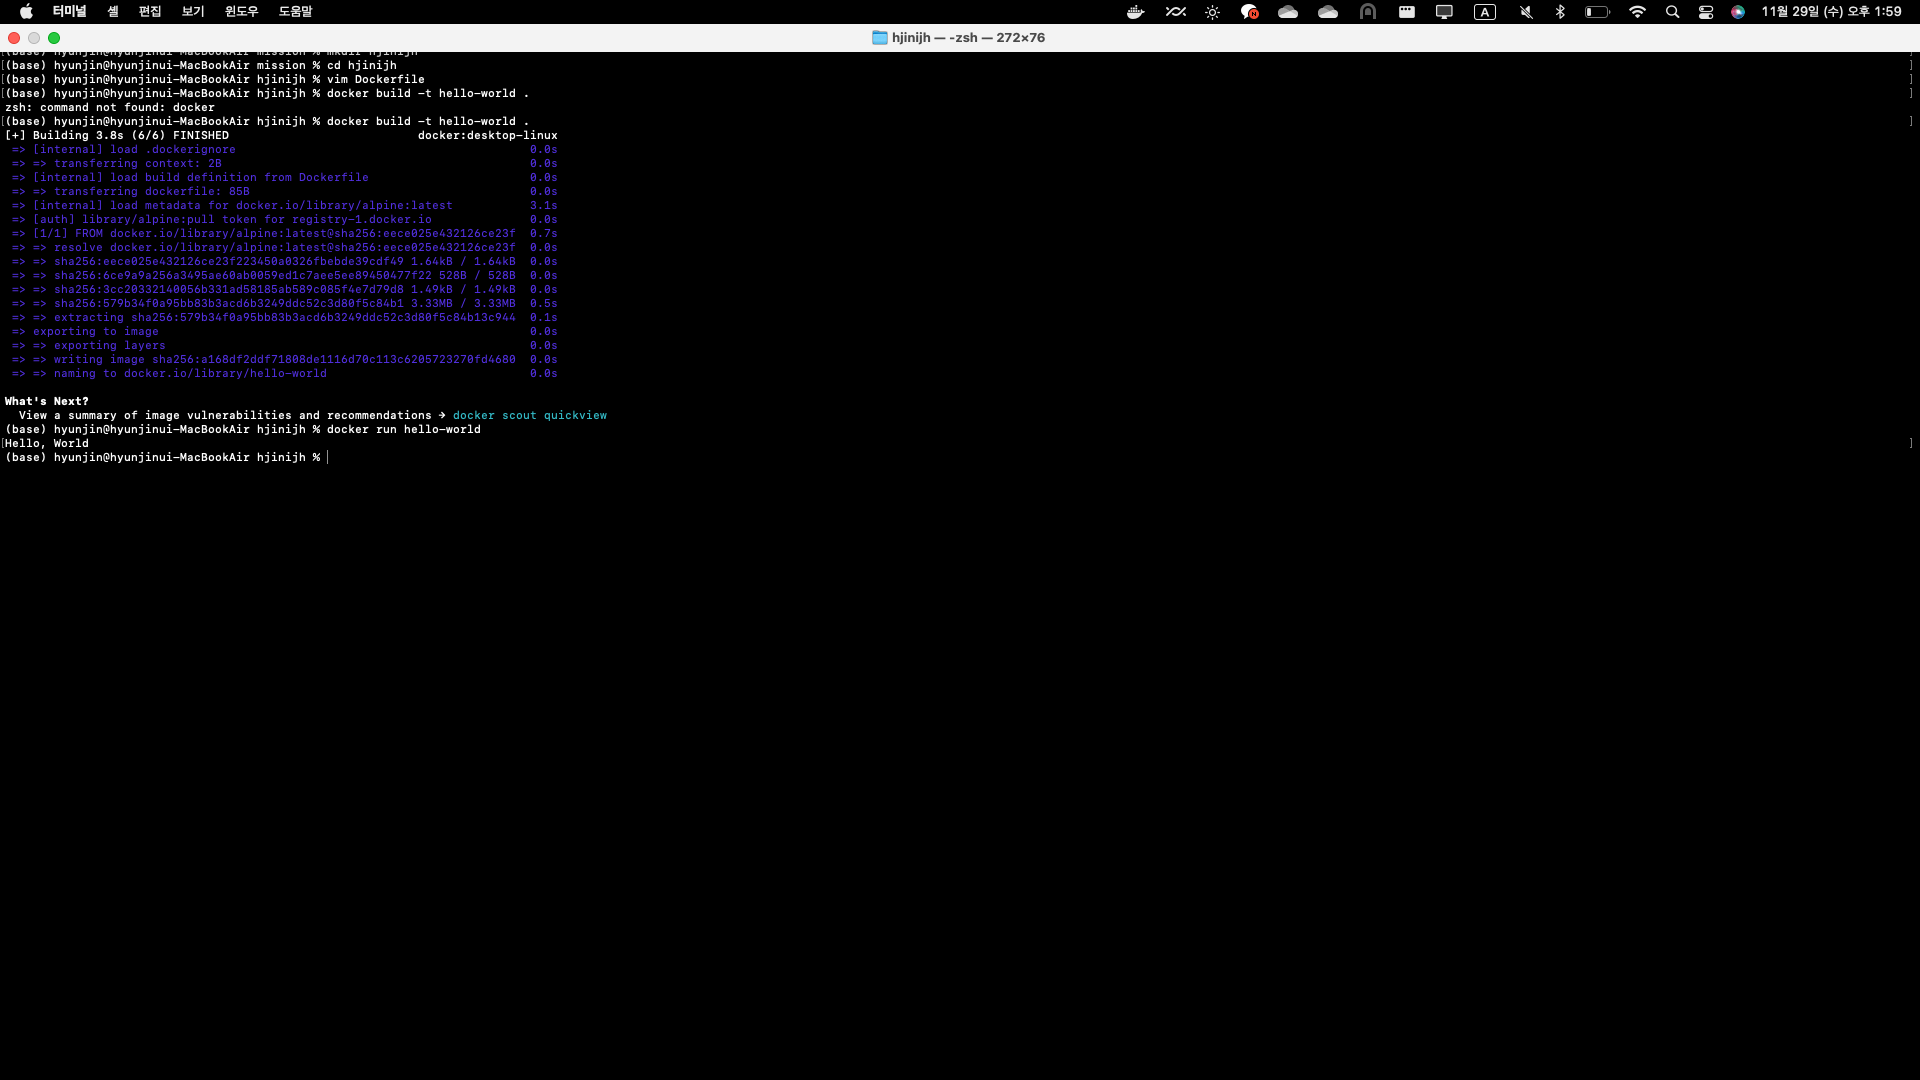 터미널 셸 편집 보기 윈도우 도움말 A 11월 29일 (수) 오후 1:59
hjinijh — -zsh — 272×76
(base) hyunjin@hyunjinui-MacBookAir mission % mkdir hjinijh
(base) hyunjin@hyunjinui-MacBookAir mission % cd hjinijh
(base) hyunjin@hyunjinui-MacBookAir hjinijh % vim Dockerfile
(base) hyunjin@hyunjinui-MacBookAir hjinijh % docker build -t hello-world .
zsh: command not found: docker
(base) hyunjin@hyunjinui-MacBookAir hjinijh % docker build -t hello-world .
[+] Building 3.8s (6/6) FINISHED docker:desktop-linux
=> [internal] load .dockerignore 0.0s
=> => transferring context: 2B 0.0s
=> [internal] load build definition from Dockerfile 0.0s
=> => transferring dockerfile: 85B 0.0s
=> [internal] load metadata for docker.io/library/alpine:latest 3.1s
=> [auth] library/alpine:pull token for registry-1.docker.io 0.0s
=> [1/1] FROM docker.io/library/alpine:latest@sha256:eece025e432126ce23f 0.7s
=> => resolve docker.io/library/alpine:latest@sha256:eece025e432126ce23f 0.0s
=> => sha256:eece025e432126ce23f223450a0326fbebde39cdf49 1.64kB / 1.64kB 0.0s
=> => sha256:6ce9a9a256a3495ae60ab0059ed1c7aee5ee89450477f22 528B / 528B 0.0s
=> => sha256:3cc20332140056b331ad58185ab589c085f4e7d79d8 1.49kB / 1.49kB 0.0s
=> => sha256:579b34f0a95bb83b3acd6b3249ddc52c3d80f5c84b1 3.33MB / 3.33MB 0.5s
=> => extracting sha256:579b34f0a95bb83b3acd6b3249ddc52c3d80f5c84b13c944 0.1s
=> exporting to image 0.0s
=> => exporting layers 0.0s
=> => writing image sha256:a168df2ddf71808de1116d70c113c6205723270fd4680 0.0s
=> => naming to docker.io/library/hello-world 0.0s
What's Next?
View a summary of image vulnerabilities and recommendations → docker scout quickview
(base) hyunjin@hyunjinui-MacBookAir hjinijh % docker run hello-world
Hello, World
(base) hyunjin@hyunjinui-MacBookAir hjinijh %